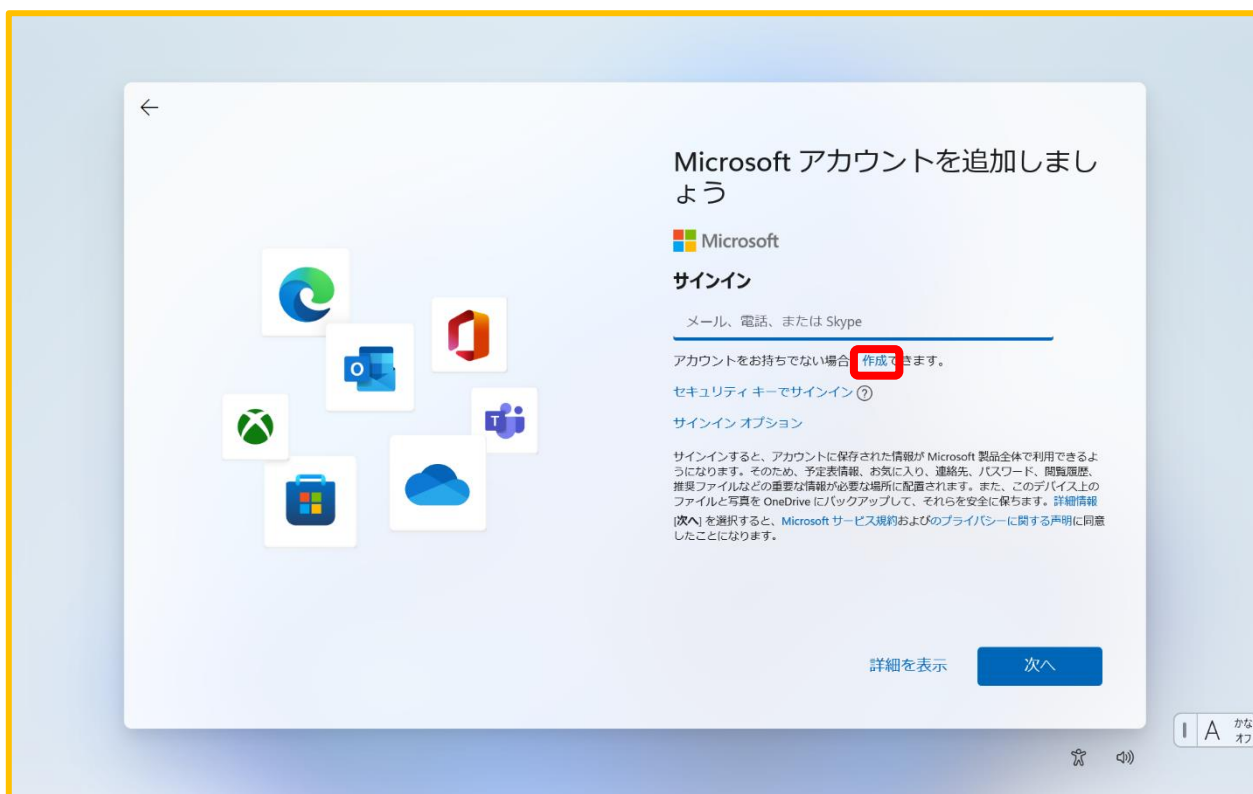 Microsoft アカウントを追加しまし
ょう
Microsoft
サインイン
メール、電話、または Skype
アカウントをお持ちでない場合、作成できます。
セキュリティ キーでサインイン
サインイン オプション
サインインすると、アカウントに保存された情報が Microsoft 製品全体で利用できるよ
うになります。そのため、予定表情報、お気に入り、連絡先、パスワード、閲覧履歴、
推奨ファイルなどの重要な情報が必要な場所に配置されます。また、このデバイス上の
ファイルと写真を OneDrive にバックアップして、それらを安全に保ちます。詳細情報
[次へ] を選択すると、Microsoft サービス規約およびのプライバシーに関する声明に同意
したことになります。
詳細を表示
次へ
A かな
オフ